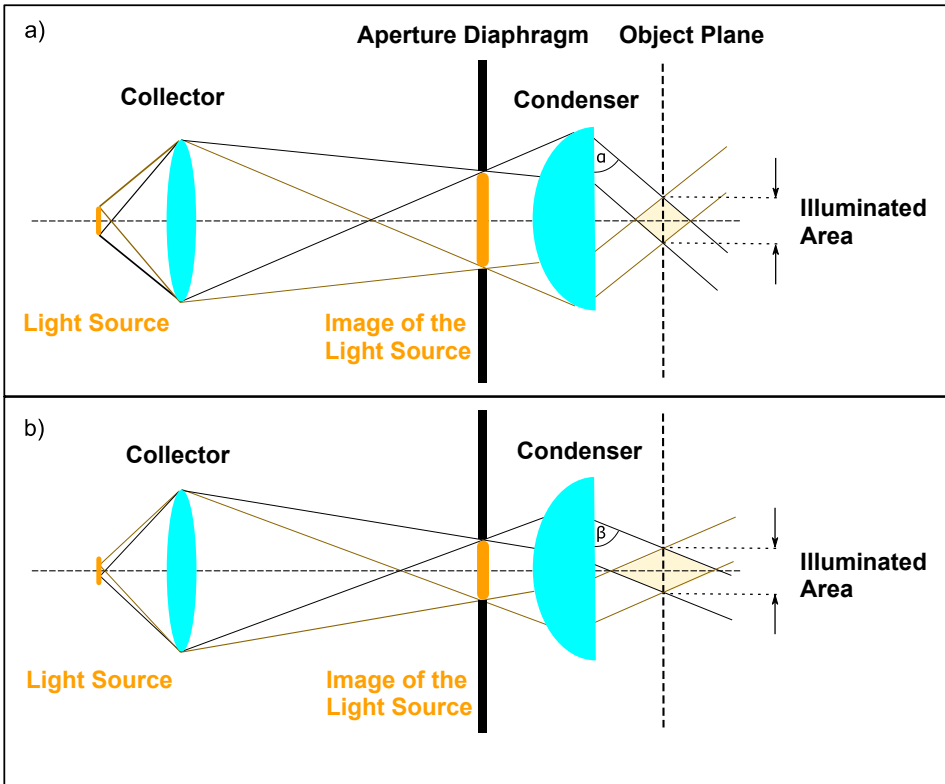 a)
Aperture Diaphragm
Object Plane
Collector
Condenser
α
Illuminated
Area
Light Source
Image of the
Light Source
b)
Collector
Condenser
β
Illuminated
Area
Light Source
Image of the
Light Source